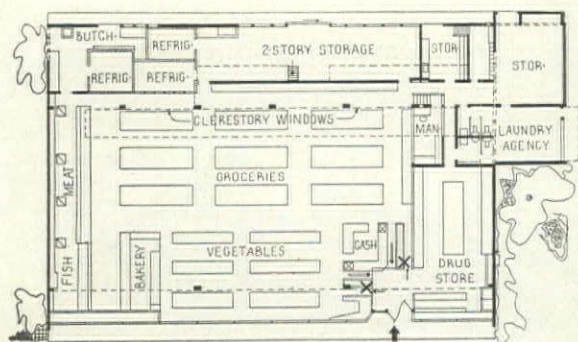 BUTCH-
REFRIG-
REFRIG-
REFRIG-
2-STORY STORAGE
STOR-
STOR-
CLERESTORY WINDOWS
MAN-
LAUNDRY
AGENCY
MEAT
GROCERIES
FISH
BAKERY
VEGETABLES
CASH
DRUG
STORE